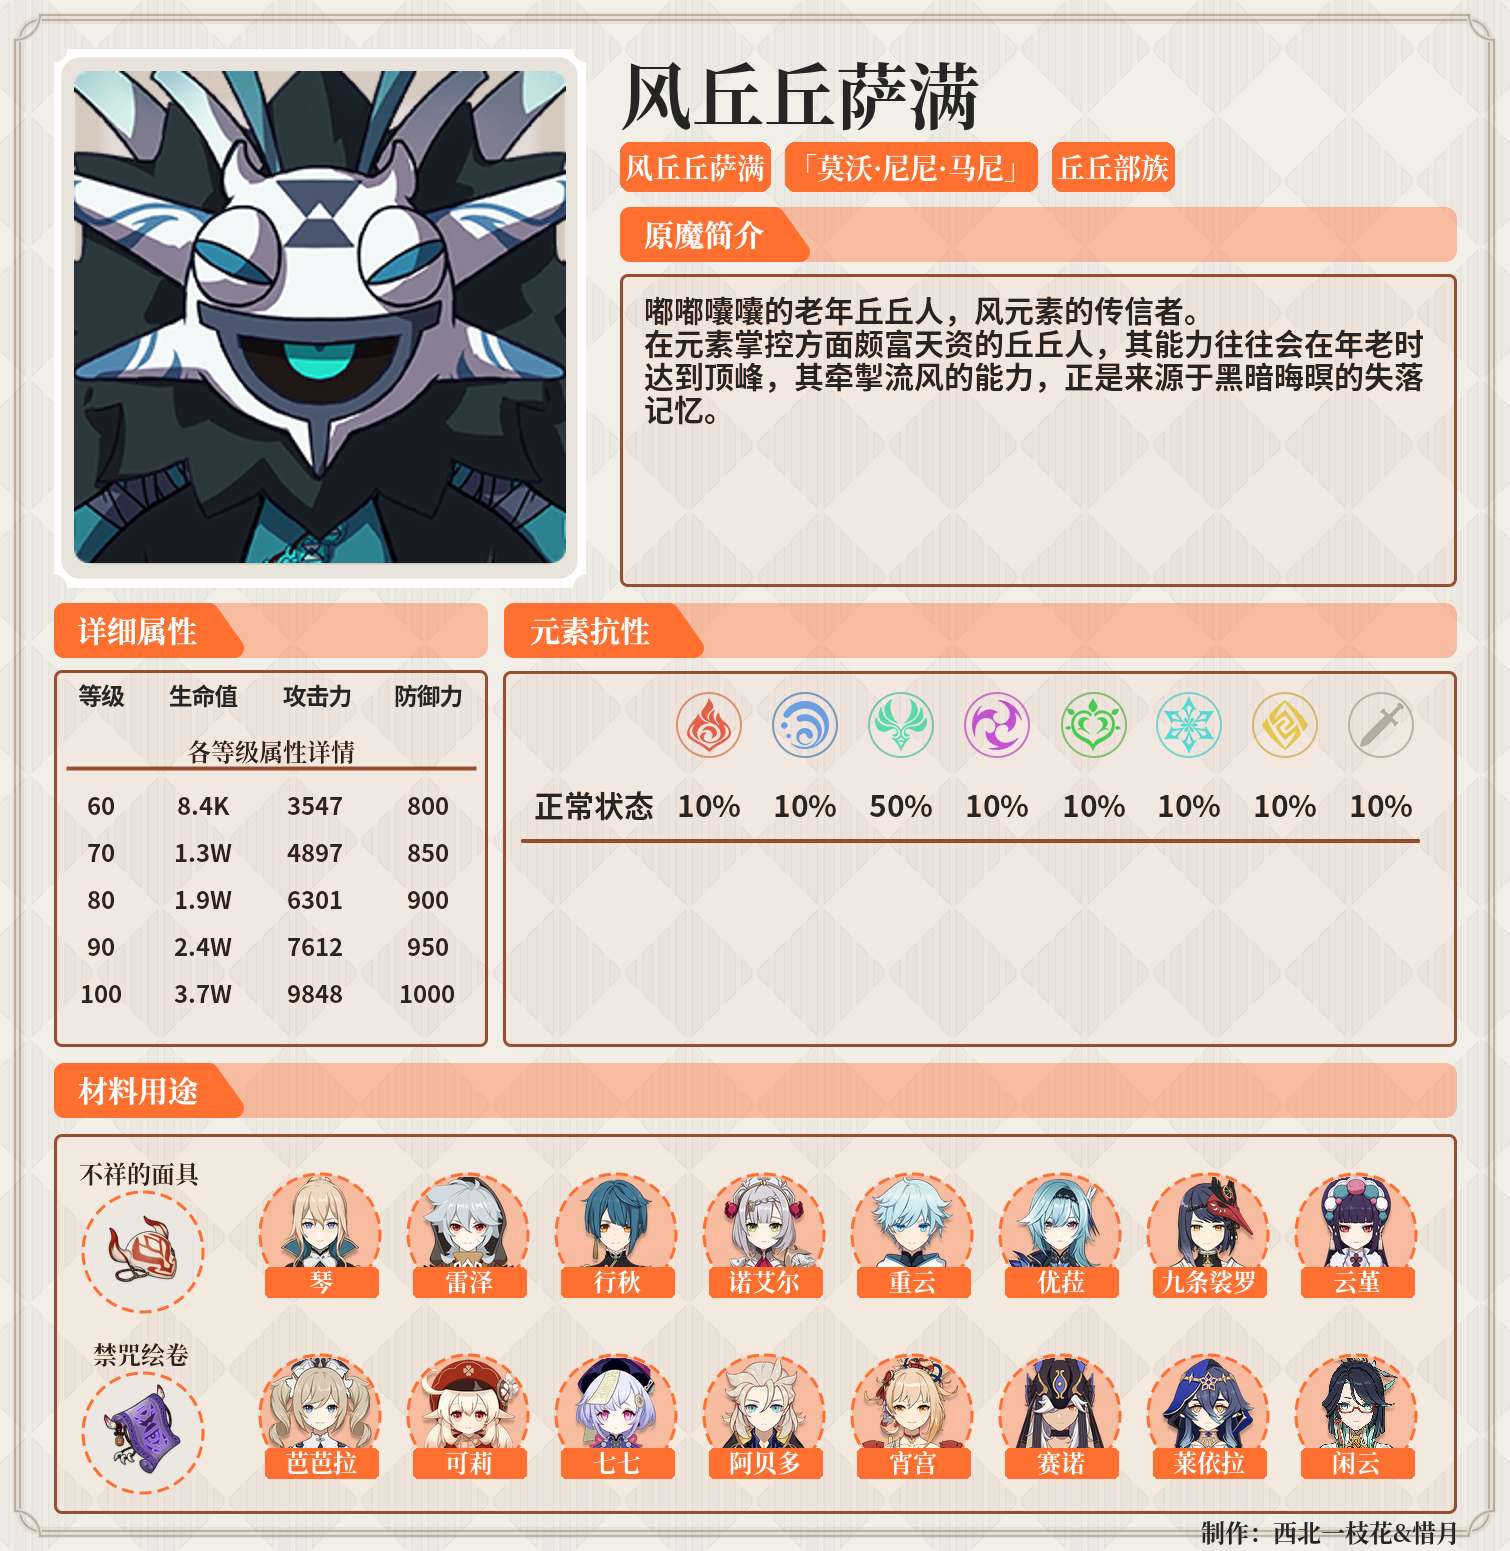 风丘丘萨满
风丘丘萨满 「莫沃·尼尼·马尼」 丘丘部族
原魔简介
嘟嘟囔囔的老年丘丘人，风元素的传信者。
在元素掌控方面颇富天资的丘丘人，其能力往往会在年老时
达到顶峰，其牵掣流风的能力，正是来源于黑暗晦暝的失落
记忆。
详细属性
等级 生命值 攻击力 防御力
各等级属性详情
60 8.4K 3547 800
70 1.3W 4897 850
80 1.9W 6301 900
90 2.4W 7612 950
100 3.7W 9848 1000
元素抗性
正常状态 10% 10% 50% 10% 10% 10% 10% 10%
材料用途
不祥的面具
琴 雷泽 行秋 诺艾尔 重云 优菈 九条裟罗 云堇
禁咒绘卷
芭芭拉 可莉 七七 阿贝多 宵宫 赛诺 莱依拉 闲云
制作：西北一枝花&惜月